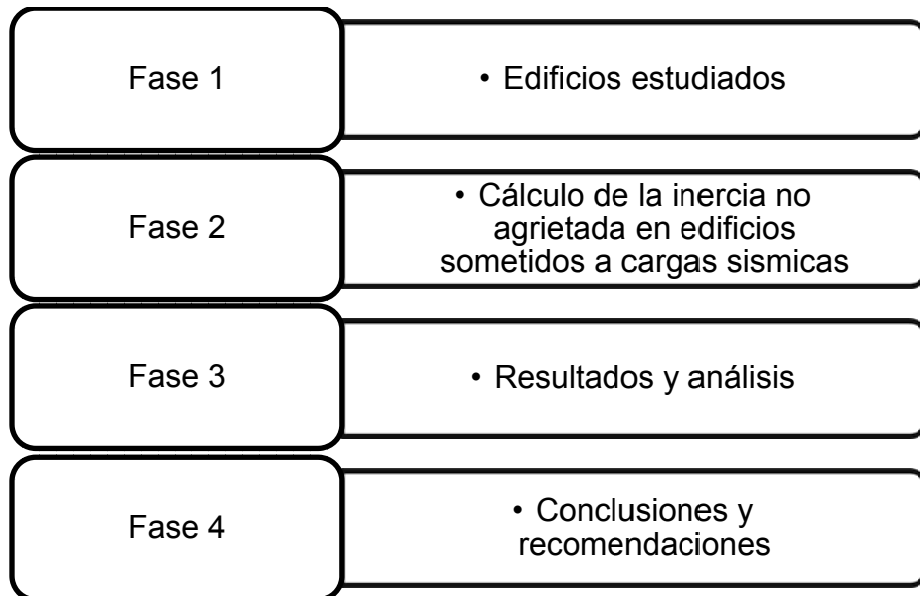 Fase 1
• Edificios estudiados
Fase 2
• Cálculo de la inercia no
agrietada en edificios
sometidos a cargas sismicas
Fase 3
• Resultados y análisis
Fase 4
• Conclusiones y
recomendaciones